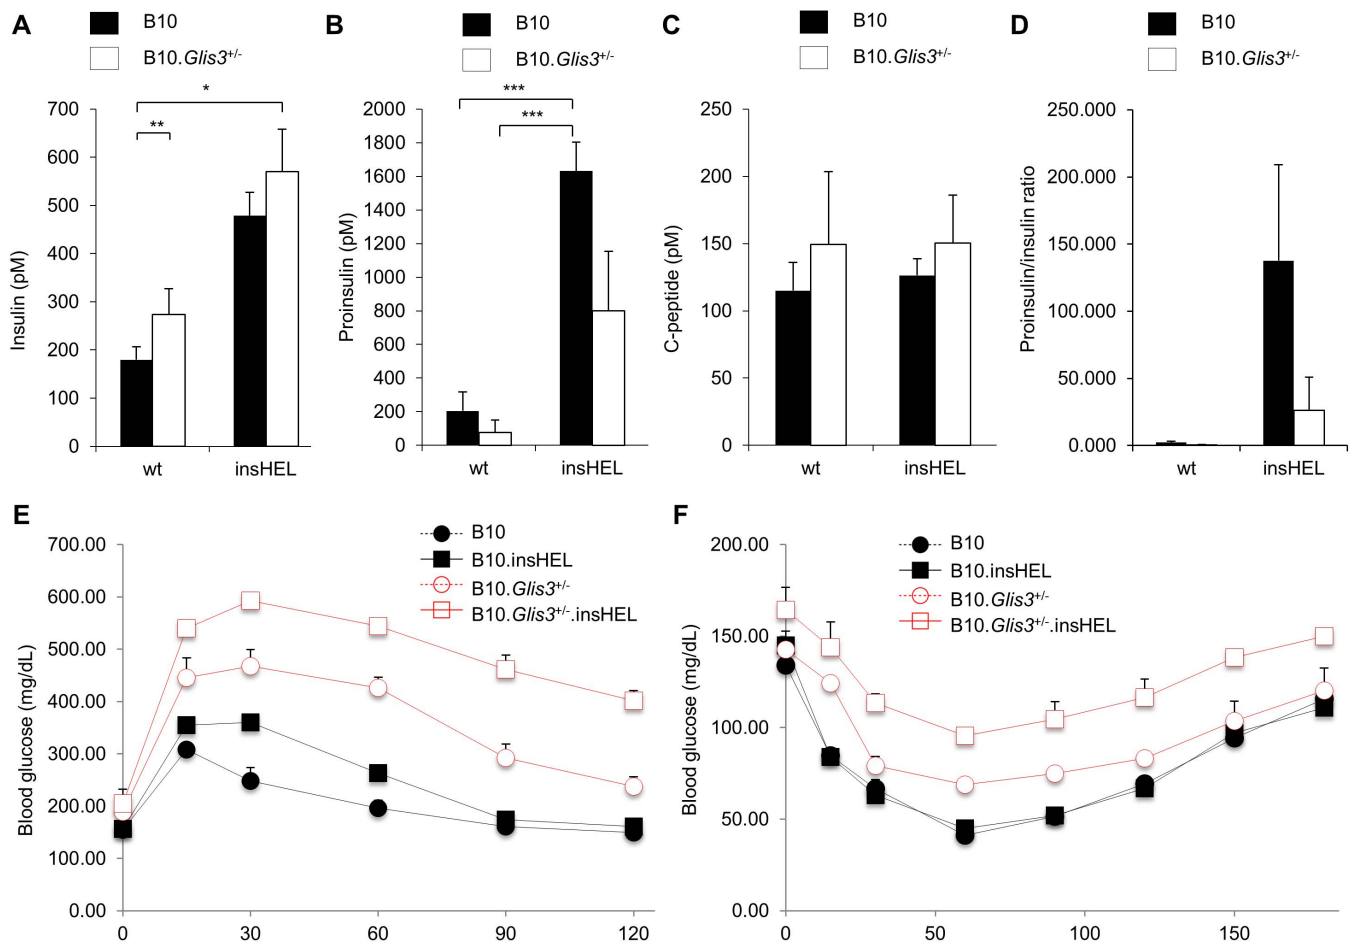 A
B10
B10.Glis3+/-
*
**
700
600
500
400
300
200
100
0
Insulin (pM)
wt
insHEL
B
B10
B10.Glis3+/-
***
***
2000
1800
1600
1400
1200
1000
800
600
400
200
0
Proinsulin (pM)
wt
insHEL
C
B10
B10.Glis3+/-
250
200
150
100
50
0
C-peptide (pM)
wt
insHEL
D
B10
B10.Glis3+/-
250.000
200.000
150.000
100.000
50.000
0.000
Proinsulin/insulin ratio
wt
insHEL
E
B10
B10.insHEL
B10.Glis3+/-
B10.Glis3+/-.insHEL
700.00
600.00
500.00
400.00
300.00
200.00
100.00
0.00
Blood glucose (mg/dL)
0 30 60 90 120
F
B10
B10.insHEL
B10.Glis3+/-
B10.Glis3+/-.insHEL
200.00
150.00
100.00
50.00
0.00
Blood glucose (mg/dL)
0 50 100 150